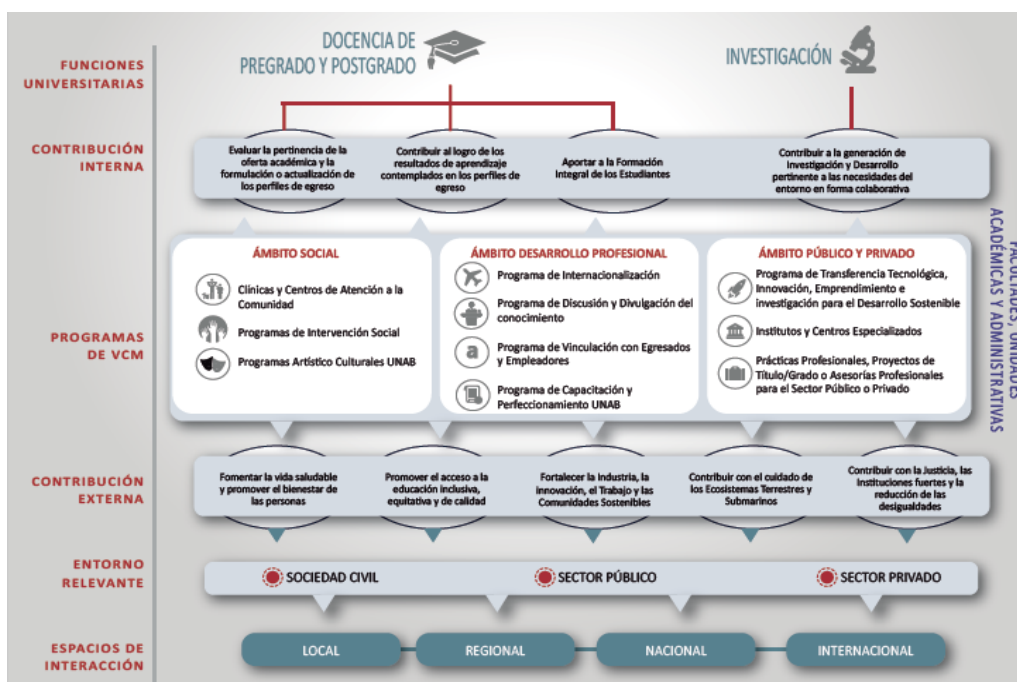 FUNCIONES
UNIVERSITARIAS
DOCENCIA DE
PREGRADO Y POSTGRADO
INVESTIGACIÓN
CONTRIBUCIÓN
INTERNA
Evaluar la pertinencia de la
oferta académica y la
formulación o actualización de
los perfiles de egreso
Contribuir al logro de los
resultados de aprendizaje
contemplados en los perfiles de
egreso
Aportar a la Formación
Integral de los Estudiantes
Contribuir a la generación de
Investigación y Desarrollo
pertinente a las necesidades del
entorno en forma colaborativa
PROGRAMAS
DE VCM
ÁMBITO SOCIAL
Clínicas y Centros de Atención a la
Comunidad
Programas de Intervención Social
Programas Artístico Culturales UNAB
ÁMBITO DESARROLLO PROFESIONAL
Programa de Internacionalización
Programa de Discusión y Divulgación del
conocimiento
a
Programa de Vinculación con Egresados
y Empleadores
Programa de Capacitación y
Perfeccionamiento UNAB
ÁMBITO PÚBLICO Y PRIVADO
Programa de Transferencia Tecnológica,
Innovación, Emprendimiento e
investigación para el Desarrollo Sostenible
Institutos y Centros Especializados
Prácticas Profesionales, Proyectos de
Título/Grado o Asesorías Profesionales
para el Sector Público o Privado
FACULTADES, UNIDADES
ACADÉMICAS Y ADMINISTRATIVAS
CONTRIBUCIÓN
EXTERNA
Fomentar la vida saludable
y promover el bienestar de
las personas
Promover el acceso a la
educación inclusiva,
equitativa y de calidad
Fortalecer la Industria, la
innovación, el Trabajo y las
Comunidades Sostenibles
Contribuir con el cuidado de
los Ecosistemas Terrestres y
Submarinos
Contribuir con la Justicia, las
Instituciones fuertes y la
reducción de las
desigualdades
ENTORNO
RELEVANTE
SOCIEDAD CIVIL
SECTOR PÚBLICO
SECTOR PRIVADO
ESPACIOS DE
INTERACCIÓN
LOCAL
REGIONAL
NACIONAL
INTERNACIONAL